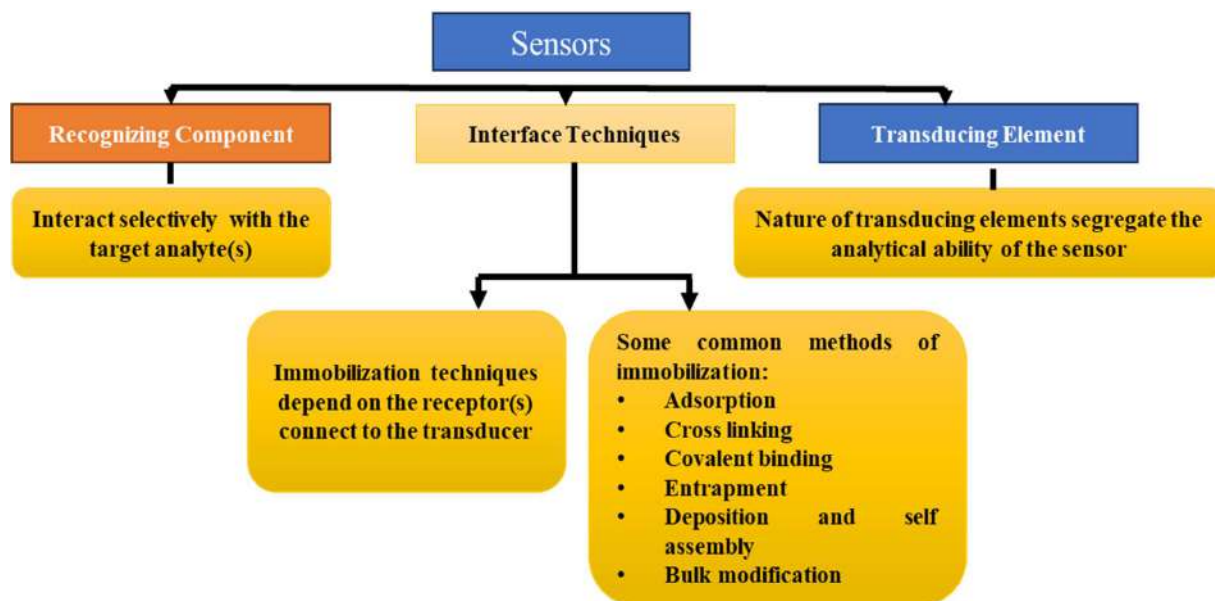 Sensors
Recognizing Component
Interface Techniques
Transducing Element
Interact selectively with the
target analyte(s)
Nature of transducing elements segregate the
analytical ability of the sensor
Immobilization techniques
depend on the receptor(s)
connect to the transducer
Some common methods of
immobilization:
• Adsorption
• Cross linking
• Covalent binding
• Entrapment
• Deposition and self
assembly
• Bulk modification